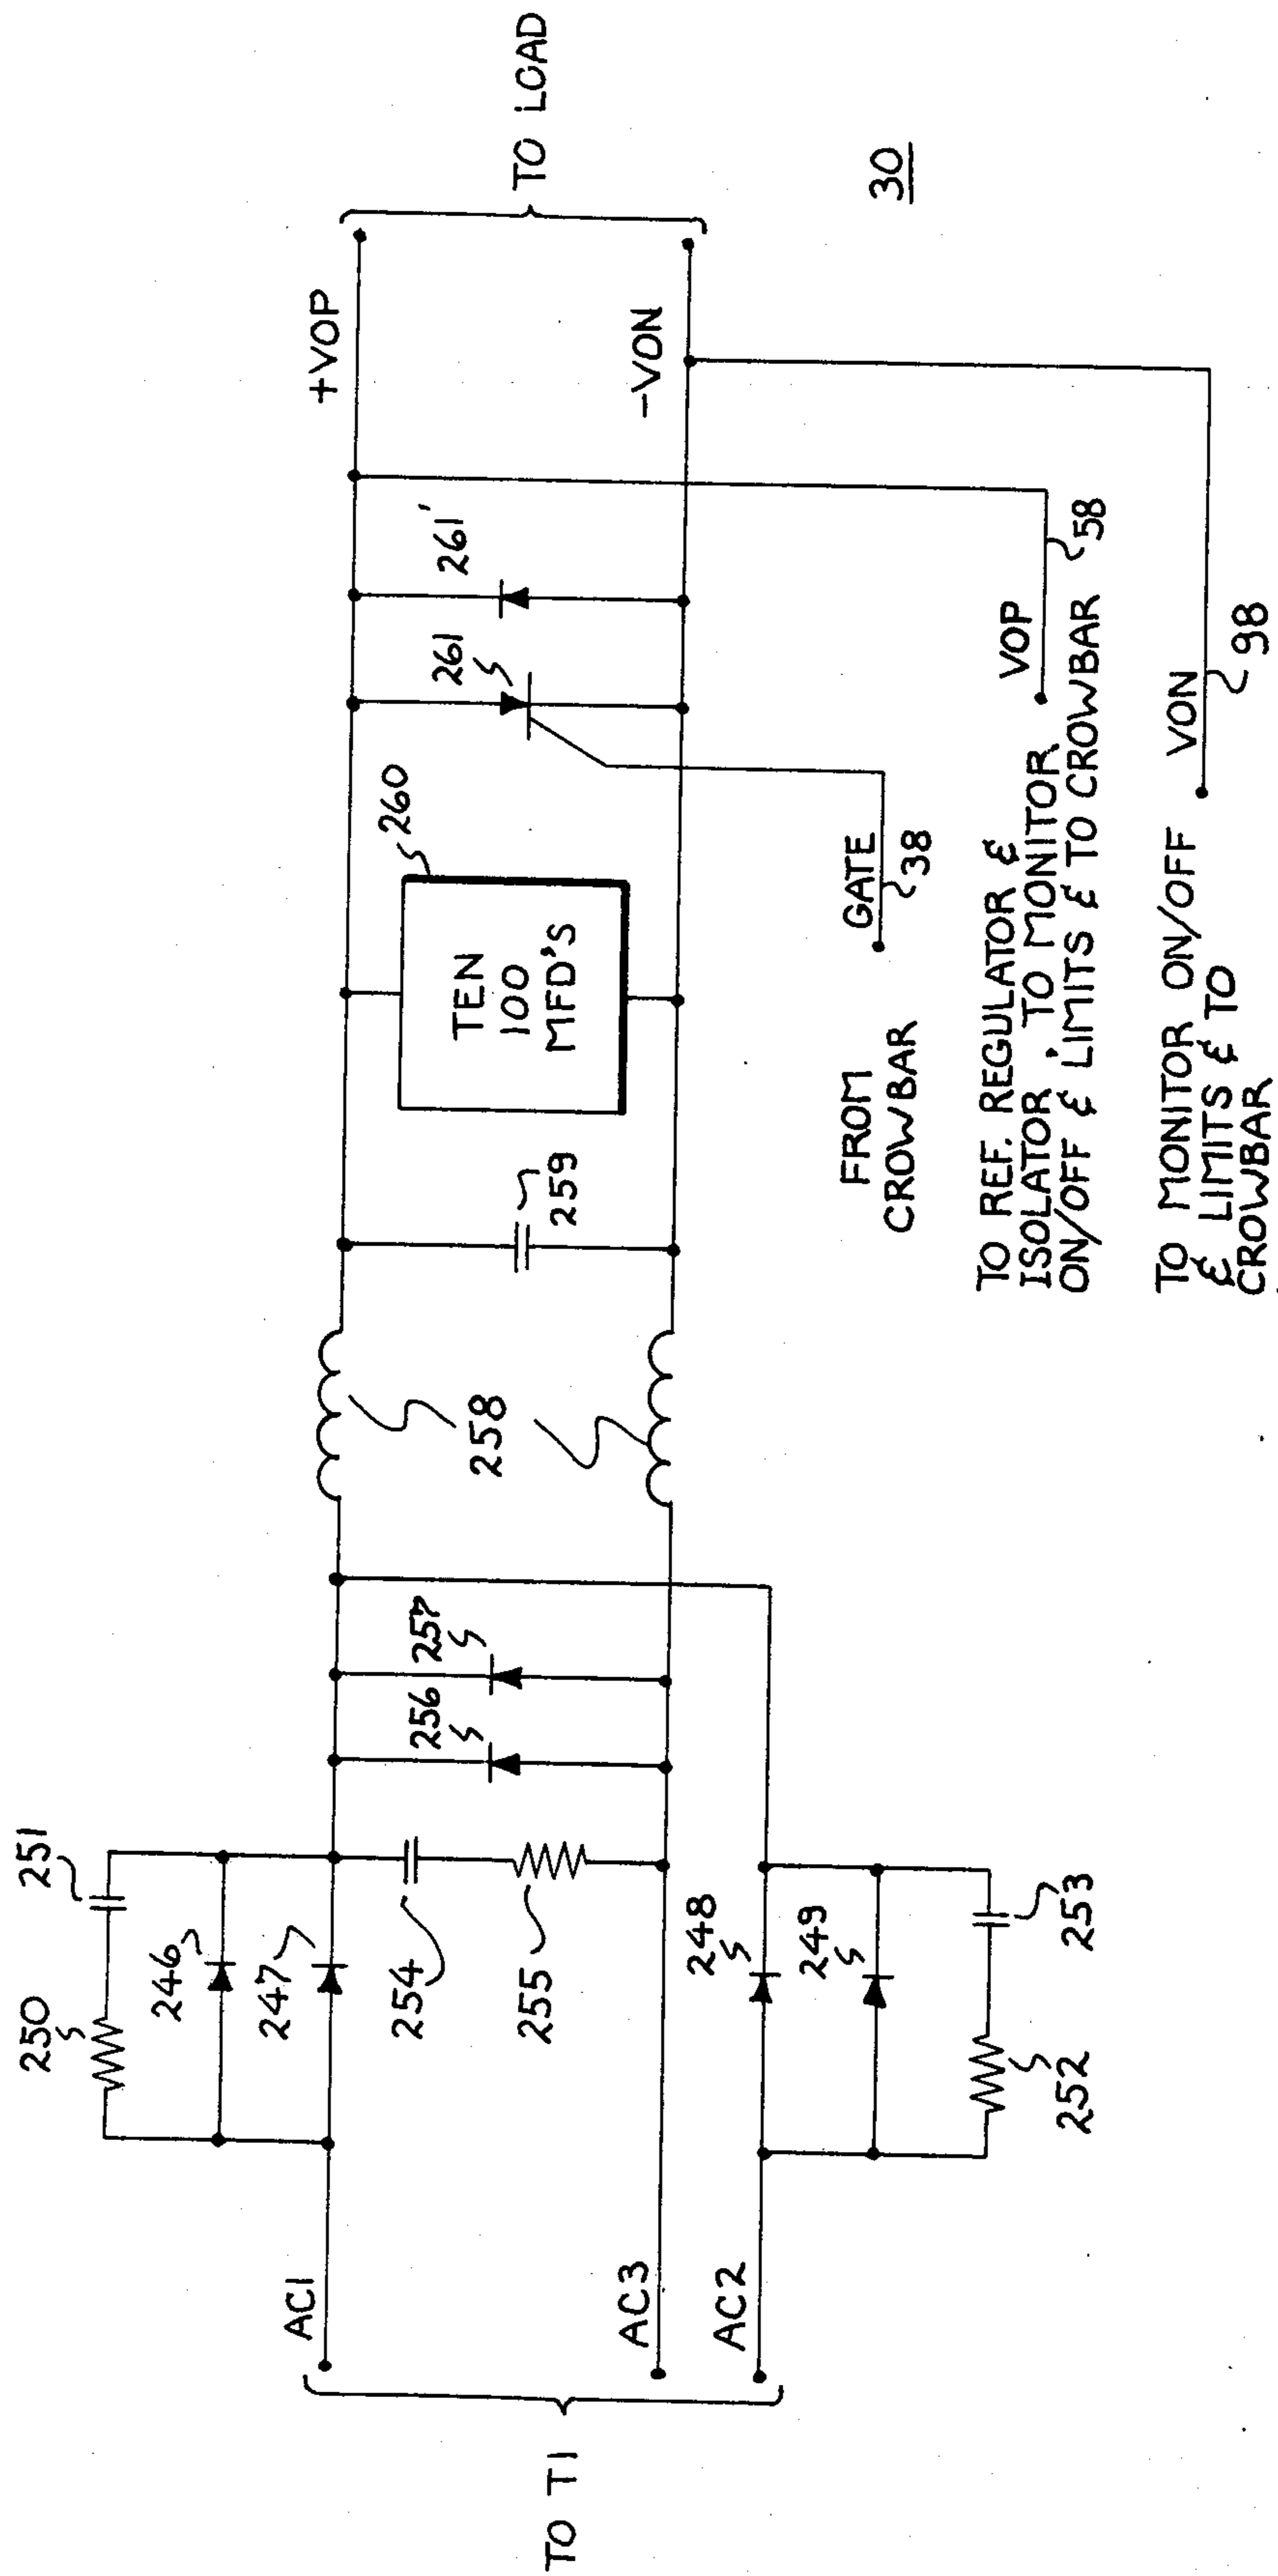 TO T1
AC1
AC3
AC2
250
251
246
247
254
255
248
249
252
253
256
257
258
259
260
TEN
100
MFD'S
261
261'
+VOP
-VON
TO LOAD
30
FROM
CROWBAR
GATE
38
TO REF. REGULATOR &
ISOLATOR, TO MONITOR
ON/OFF & LIMITS & TO CROWBAR
VOP
58
TO MONITOR ON/OFF
& LIMITS & TO
CROWBAR
VON
98